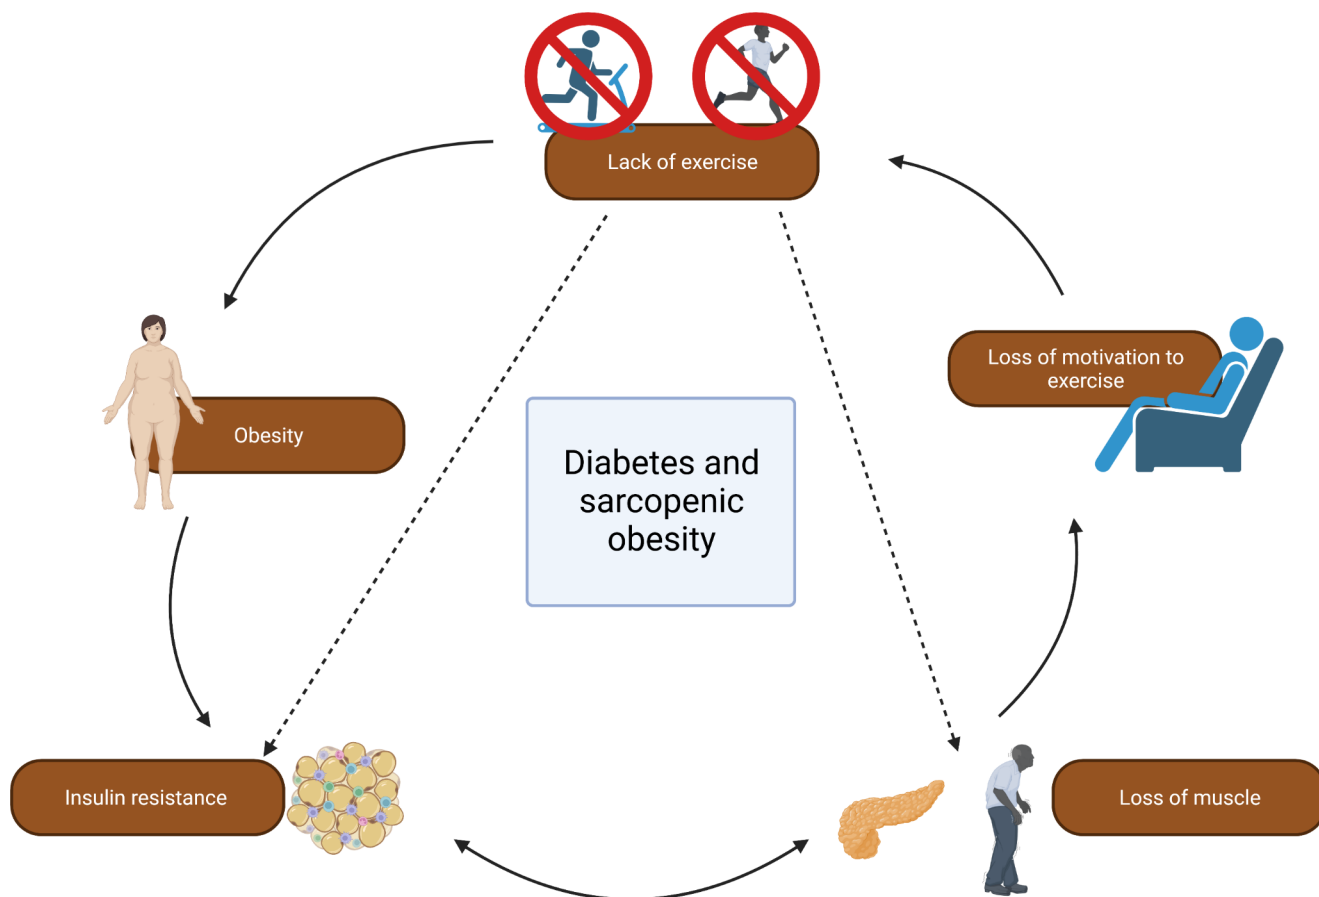 Lack of exercise
Loss of motivation to
exercise
Obesity
Diabetes and
sarcopenic
obesity
Insulin resistance
Loss of muscle